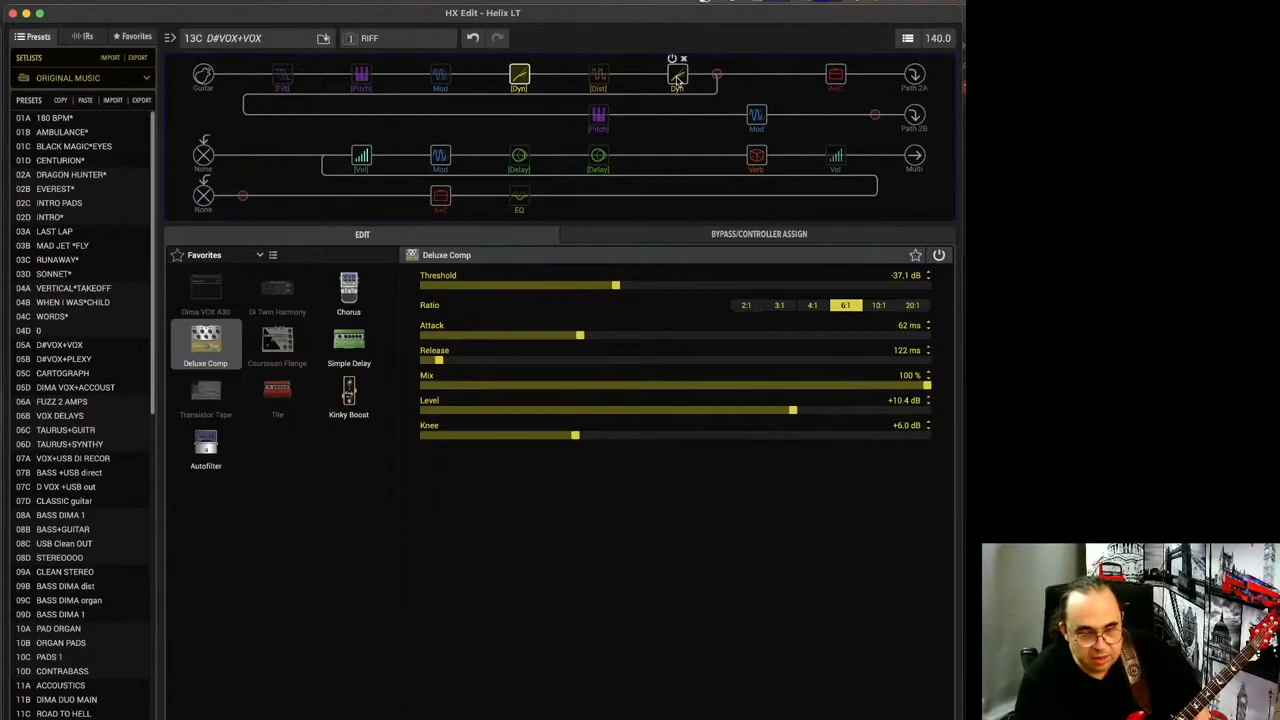 HX Edit - Helix LT
Presets IRs Favorites
13C D#VOX+VOX
1 RIFF
140.0
SETLISTS IMPORT EXPORT
ORIGINAL MUSIC
PRESETS COPY PASTE IMPORT EXPORT
01A 180 BPM*
01B AMBULANCE*
01C BLACK MAGIC*EYES
01D CENTURION*
02A DRAGON HUNTER*
02B EVEREST*
02C INTRO PADS
02D INTRO*
03A LAST LAP
03B MAD JET *FLY
03C RUNAWAY*
03D SONNET*
04A VERTICAL*TAKEOFF
04B WHEN I WAS*CHILD
04C WORDS*
04D 0
05A D#VOX+VOX
05B D#VOX+PLEXY
05C CARTOGRAPH
05D DIMA VOX+ACCOUST
06A FUZZ 2 AMPS
06B VOX DELAYS
06C TAURUS+GUITR
06D TAURUS+SYNTHY
07A VOX+USB DI RECOR
07B BASS +USB direct
07C D VOX +USB out
07D CLASSIC guitar
08A BASS DIMA 1
08B BASS+GUITAR
08C USB Clean OUT
08D STEREOOOO
09A CLEAN STEREO
09B BASS DIMA dist
09C BASS DIMA organ
09D BASS DIMA 1
10A PAD ORGAN
10B ORGAN PADS
10C PADS 1
10D CONTRABASS
11A ACCOUSTICS
11B DIMA DUO MAIN
11C ROAD TO HELL
Guitar [Filt] [Pitch] Mod [Dyn] [Dist] Dyn A+C Path 2A
[Pitch] Mod Path 2B
None [Vol] Mod [Delay] [Delay] Verb Vol Multi
None A+C EQ
EDIT BYPASS/CONTROLLER ASSIGN
Favorites
Dima VOX A30 Di Twin Harmony Chorus
Deluxe Comp Courtesan Flange Simple Delay
Transistor Tape Tile Kinky Boost
Autofilter
Deluxe Comp
Threshold -37.1 dB
Ratio 2:1 3:1 4:1 6:1 10:1 20:1
Attack 62 ms
Release 122 ms
Mix 100 %
Level +10.4 dB
Knee +6.0 dB